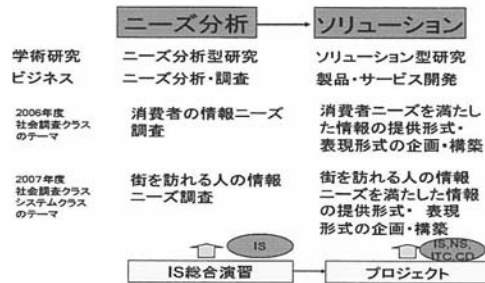 ニーズ分析 ソリューション
学術研究 ニーズ分析型研究 ソリューション型研究
ビジネス ニーズ分析・調査 製品・サービス開発
2006年度
社会調査クラス
のテーマ
消費者の情報ニーズ
調査
消費者ニーズを満たし
た情報の提供形式・
表現形式の企画・構築
2007年度
社会調査クラス
システムクラス
のテーマ
街を訪れる人の情報
ニーズ調査
街を訪れる人の情報
ニーズを満たした情報
の提供形式・ 表現
形式の企画・構築
IS
IS,NS,
ITC,CD
IS総合演習 プロジェクト